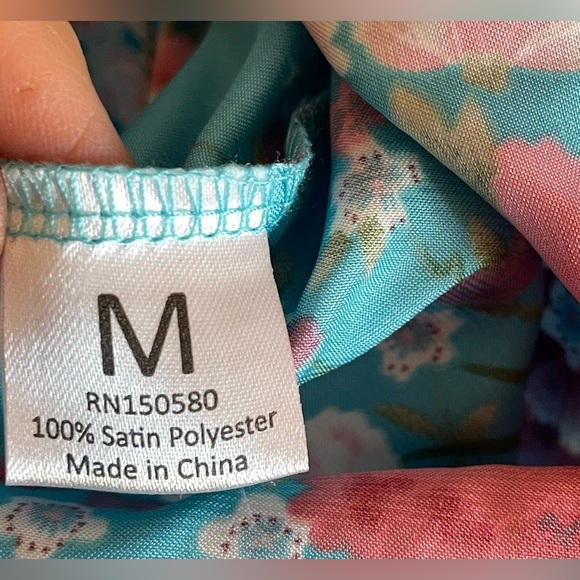 M
RN150580
100% Satin Polyester
Made in China